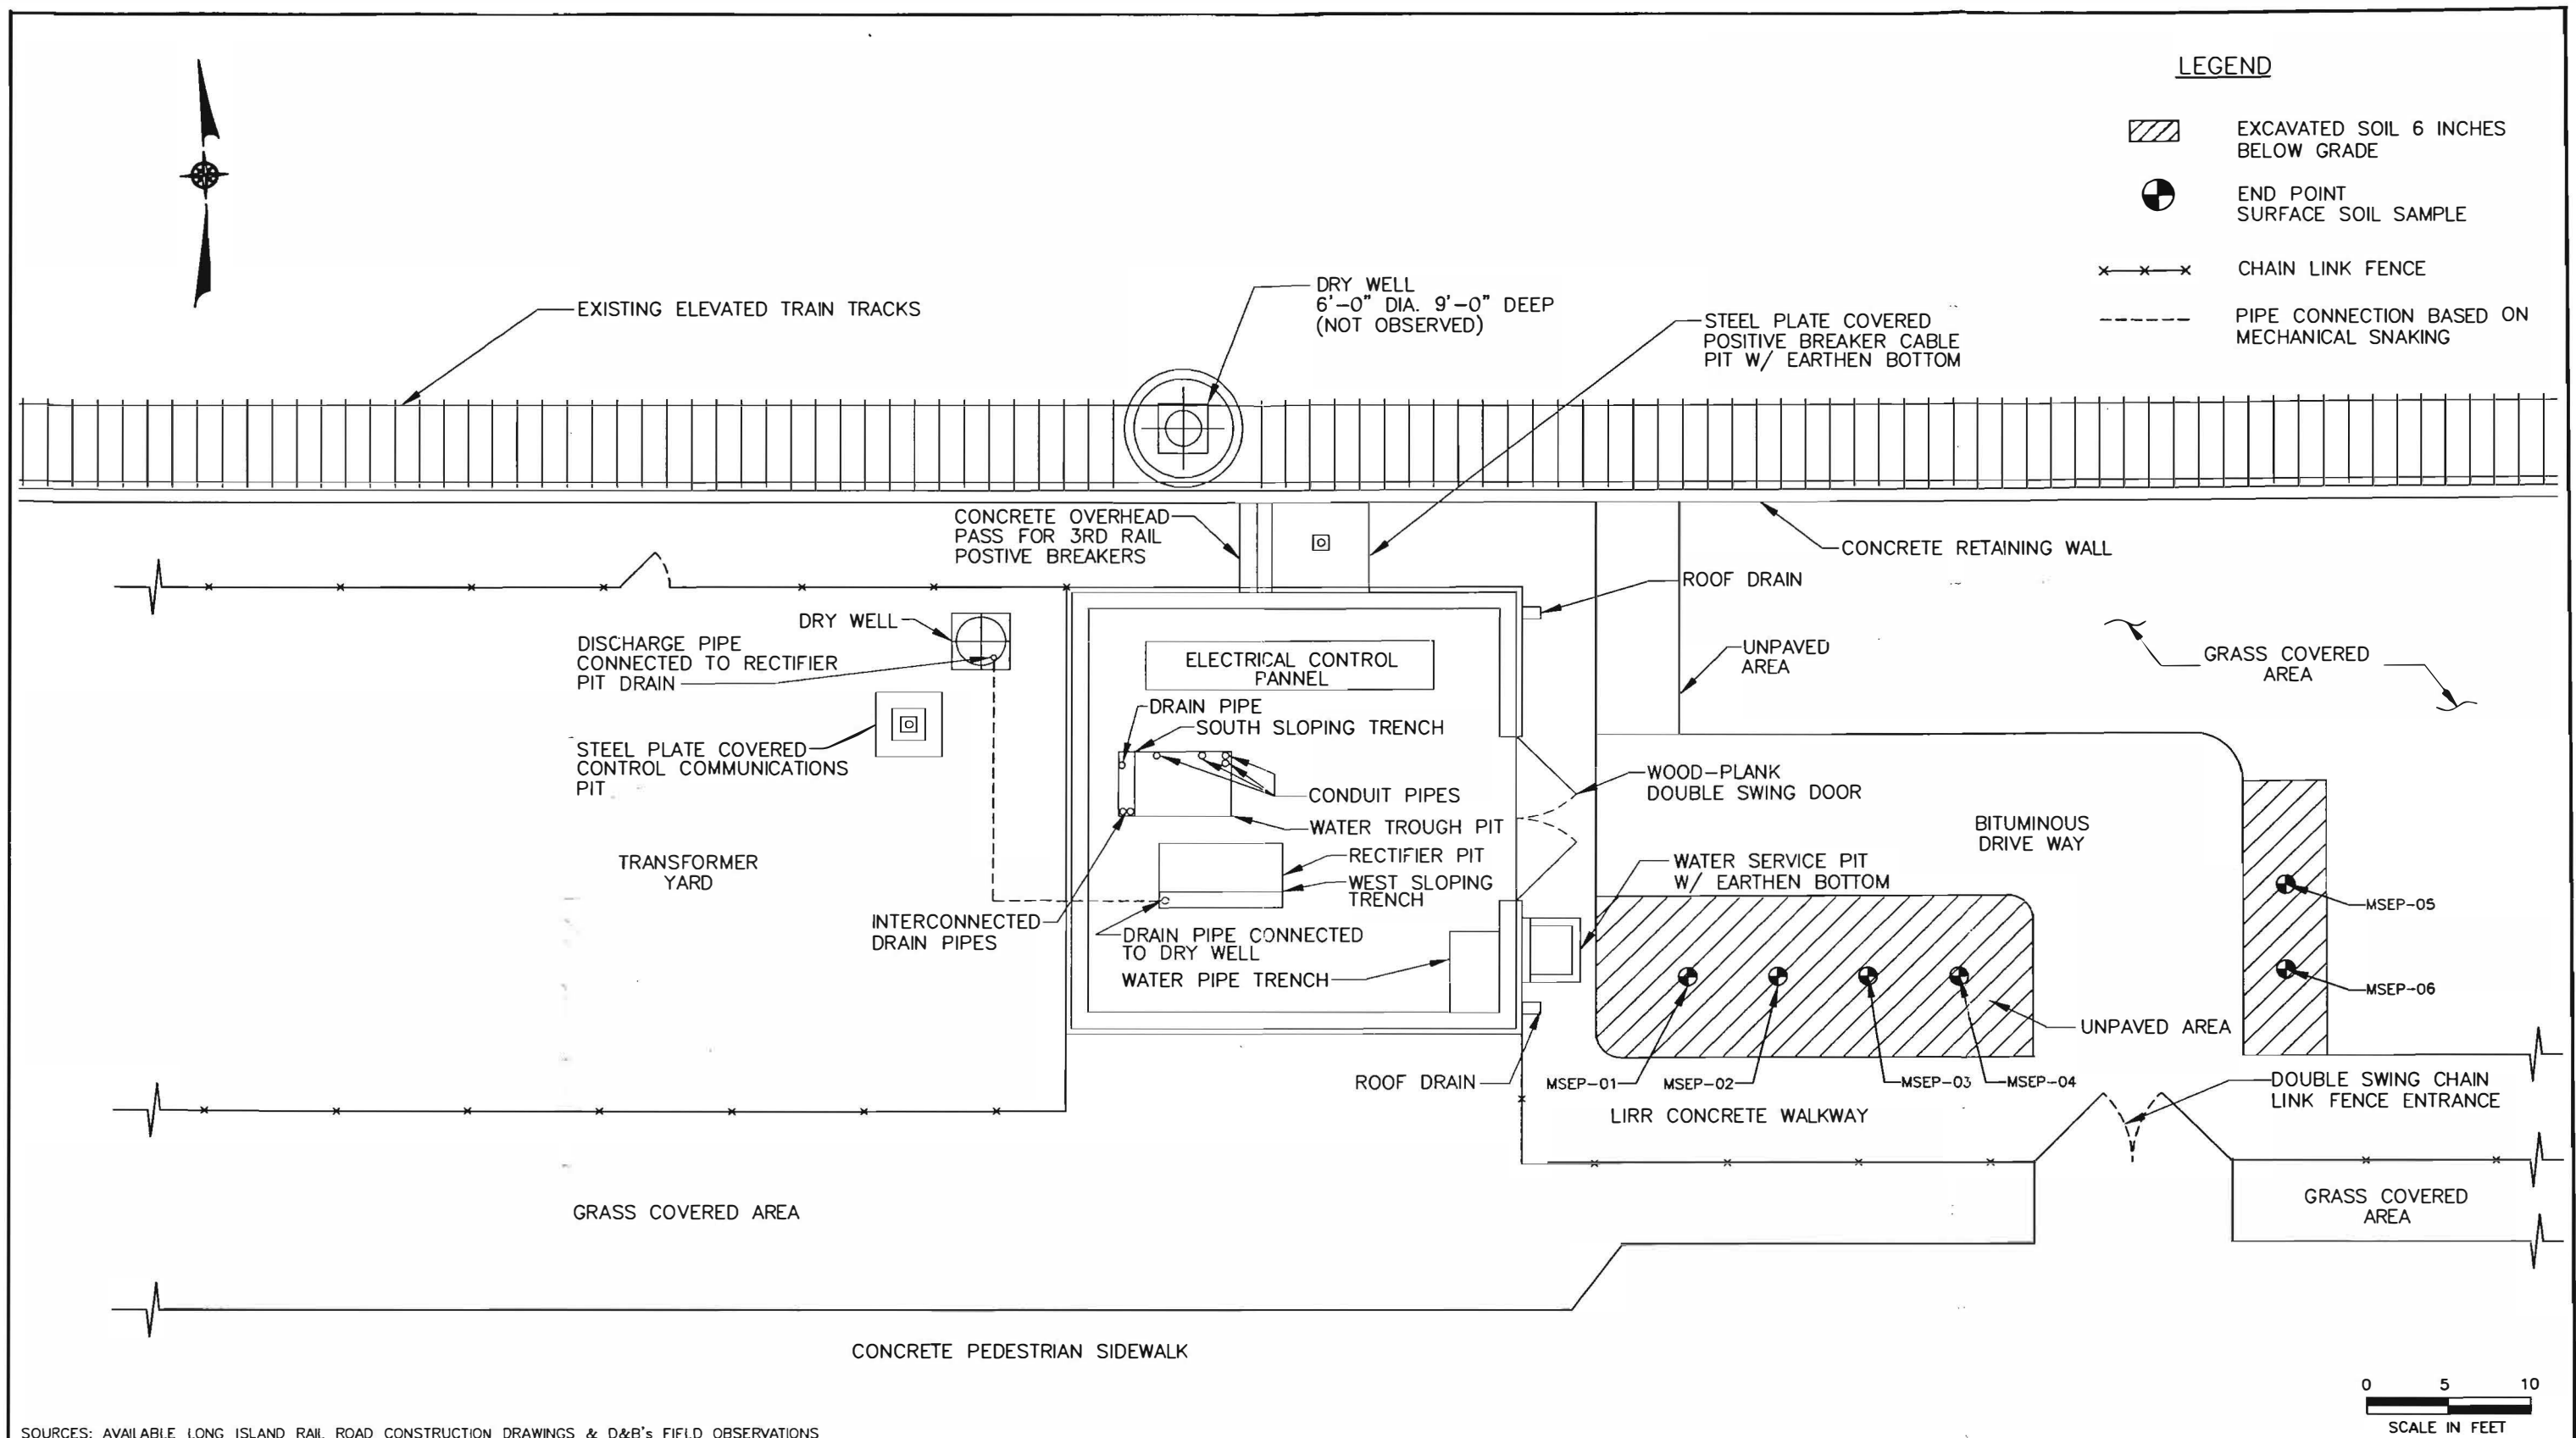 LEGEND
EXCAVATED SOIL 6 INCHES
BELOW GRADE
END POINT
SURFACE SOIL SAMPLE
CHAIN LINK FENCE
PIPE CONNECTION BASED ON
MECHANICAL SNAKING
EXISTING ELEVATED TRAIN TRACKS
DRY WELL
6'-0" DIA. 9'-0" DEEP
(NOT OBSERVED)
STEEL PLATE COVERED
POSITIVE BREAKER CABLE
PIT W/ EARTHEN BOTTOM
CONCRETE OVERHEAD
PASS FOR 3RD RAIL
POSTIVE BREAKERS
CONCRETE RETAINING WALL
ROOF DRAIN
DRY WELL
DISCHARGE PIPE
CONNECTED TO RECTIFIER
PIT DRAIN
ELECTRICAL CONTROL
PANNEL
UNPAVED
AREA
GRASS COVERED
AREA
DRAIN PIPE
SOUTH SLOPING TRENCH
STEEL PLATE COVERED
CONTROL COMMUNICATIONS
PIT
WOOD-PLANK
DOUBLE SWING DOOR
CONDUIT PIPES
WATER TROUGH PIT
BITUMINOUS
DRIVE WAY
TRANSFORMER
YARD
RECTIFIER PIT
WEST SLOPING
TRENCH
WATER SERVICE PIT
W/ EARTHEN BOTTOM
MSEP-05
INTERCONNECTED
DRAIN PIPES
DRAIN PIPE CONNECTED
TO DRY WELL
WATER PIPE TRENCH
MSEP-06
UNPAVED AREA
ROOF DRAIN
MSEP-01
MSEP-02
MSEP-03
MSEP-04
DOUBLE SWING CHAIN
LINK FENCE ENTRANCE
LIRR CONCRETE WALKWAY
GRASS COVERED AREA
GRASS COVERED
AREA
CONCRETE PEDESTRIAN SIDEWALK
0 5 10
SCALE IN FEET
SOURCES: AVAILABLE LONG ISLAND RAIL ROAD CONSTRUCTION DRAWINGS & D&B's FIELD OBSERVATIONS